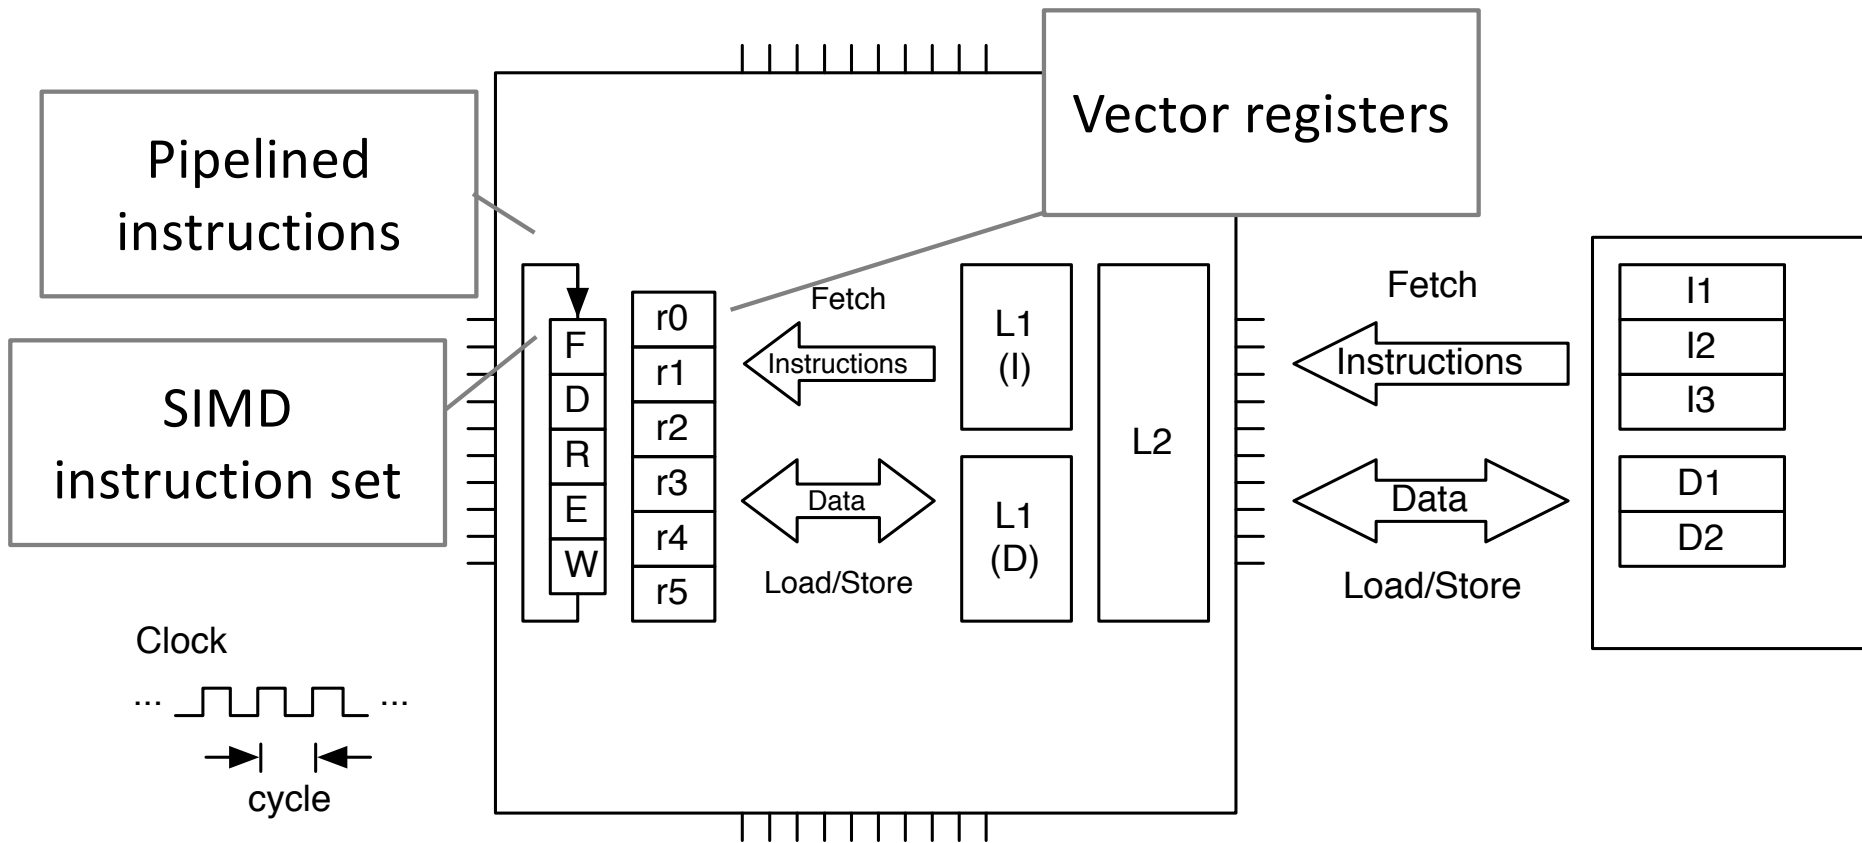 Pipelined
instructions
Vector registers
SIMD
instruction set
F
D
R
E
W
r0
r1
r2
r3
r4
r5
Fetch
Instructions
Data
Load/Store
L1
(I)
L1
(D)
L2
Fetch
Instructions
Data
Load/Store
I1
I2
I3
D1
D2
Clock
... ...
cycle